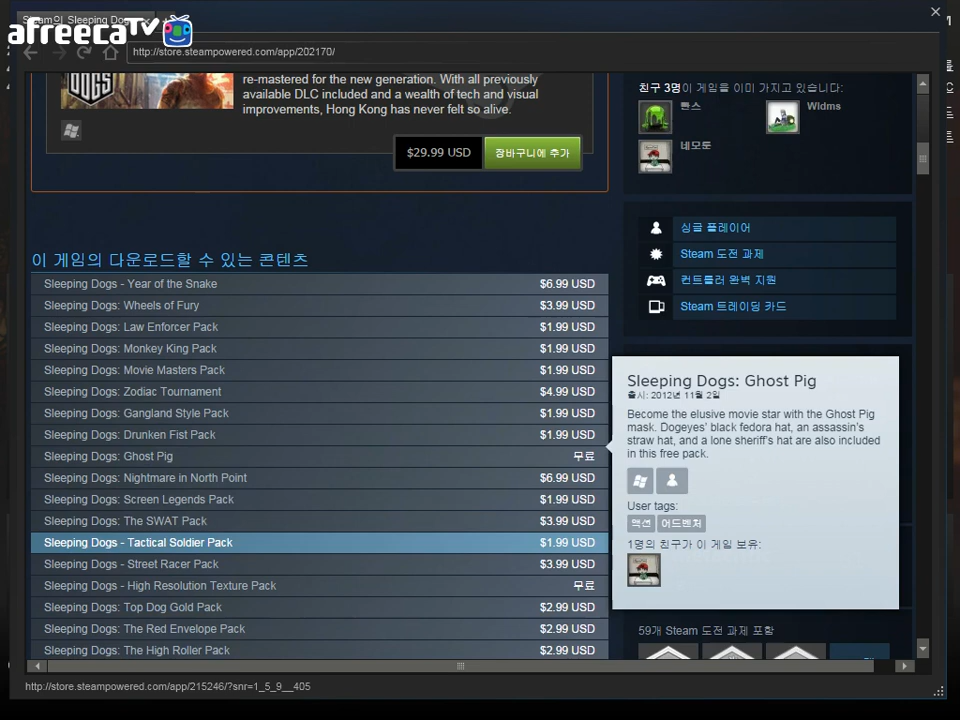 Steam의 Sleeping Dogs
afreecaTV
http://store.steampowered.com/app/202170/
DOGS
re-mastered for the new generation. With all previously
available DLC included and a wealth of tech and visual
improvements, Hong Kong has never felt so alive.
$29.99 USD
장바구니에 추가
이 게임의 다운로드할 수 있는 콘텐츠
Sleeping Dogs - Year of the Snake $6.99 USD
Sleeping Dogs: Wheels of Fury $3.99 USD
Sleeping Dogs: Law Enforcer Pack $1.99 USD
Sleeping Dogs: Monkey King Pack $1.99 USD
Sleeping Dogs: Movie Masters Pack $1.99 USD
Sleeping Dogs: Zodiac Tournament $4.99 USD
Sleeping Dogs: Gangland Style Pack $1.99 USD
Sleeping Dogs: Drunken Fist Pack $1.99 USD
Sleeping Dogs: Ghost Pig 무료
Sleeping Dogs: Nightmare in North Point $6.99 USD
Sleeping Dogs: Screen Legends Pack $1.99 USD
Sleeping Dogs: The SWAT Pack $3.99 USD
Sleeping Dogs - Tactical Soldier Pack $1.99 USD
Sleeping Dogs - Street Racer Pack $3.99 USD
Sleeping Dogs - High Resolution Texture Pack 무료
Sleeping Dogs: Top Dog Gold Pack $2.99 USD
Sleeping Dogs: The Red Envelope Pack $2.99 USD
Sleeping Dogs: The High Roller Pack $2.99 USD
친구 3명이 게임을 이미 가지고 있습니다:
빤스
Wldms
네모툰
싱글 플레이어
Steam 도전 과제
컨트롤러 완벽 지원
Steam 트레이딩 카드
Sleeping Dogs: Ghost Pig
출시: 2012년 11월 2일
Become the elusive movie star with the Ghost Pig
mask. Dogeyes' black fedora hat, an assassin's
straw hat, and a lone sheriff's hat are also included
in this free pack.
User tags:
액션 어드벤처
1명의 친구가 이 게임 보유:
59개 Steam 도전 과제 포함
http://store.steampowered.com/app/215246/?snr=1_5_9__405